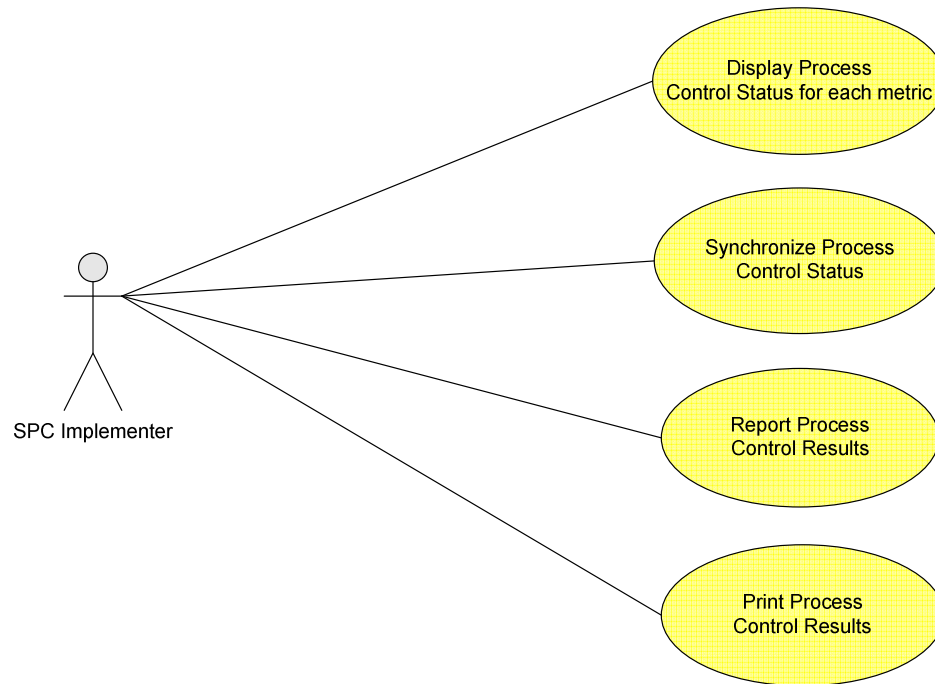 Display Process
Control Status for each metric
Synchronize Process
Control Status
SPC Implementer
Report Process
Control Results
Print Process
Control Results